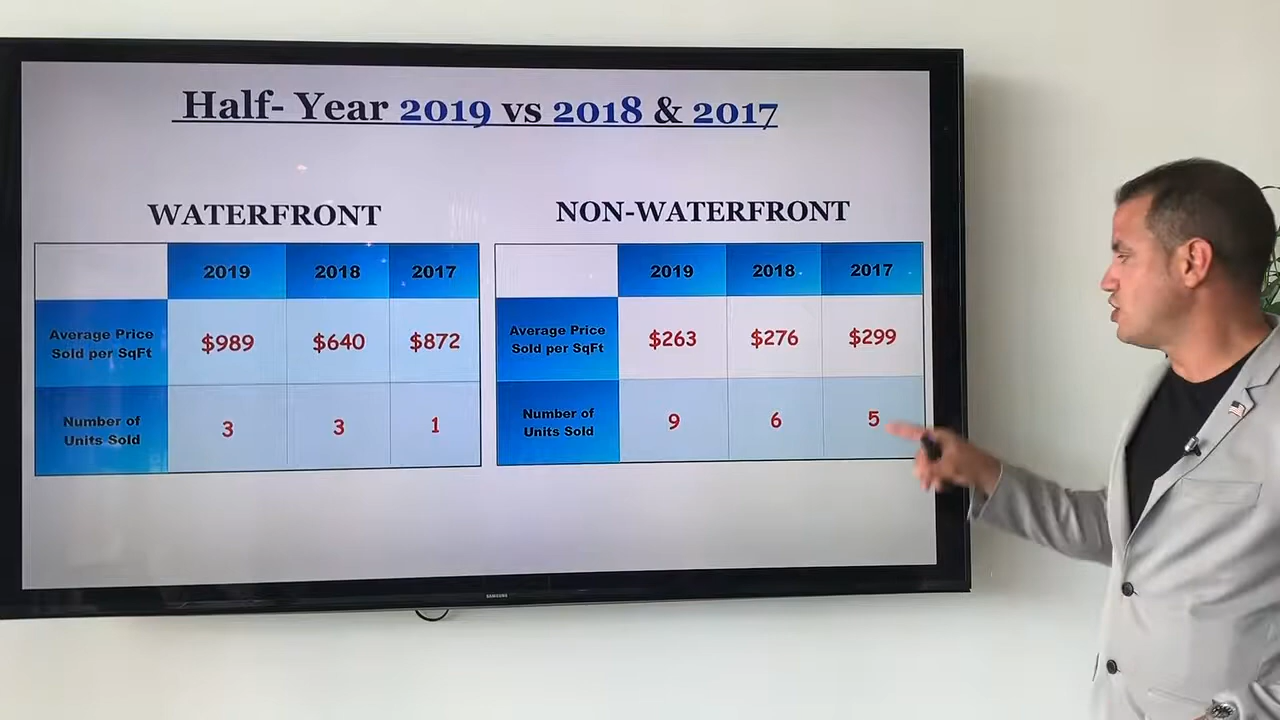 Half- Year 2019 vs 2018 & 2017
WATERFRONT
2019 2018 2017
Average Price
Sold per SqFt
$989 $640 $872
Number of
Units Sold
3 3 1
NON-WATERFRONT
2019 2018 2017
Average Price
Sold per SqFt
$263 $276 $299
Number of
Units Sold
9 6 5
SAMSUNG